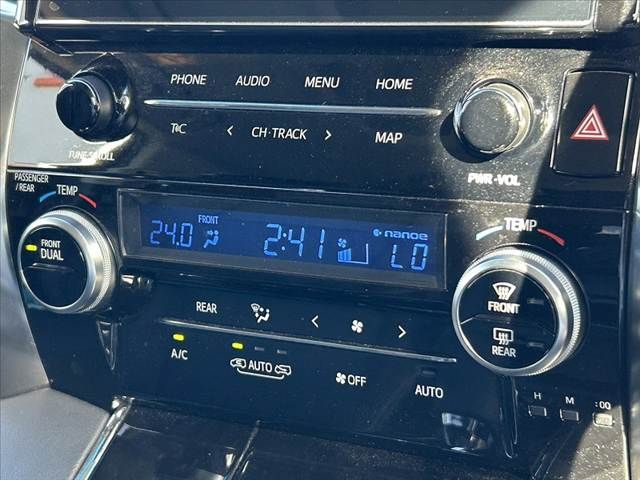 PHONE AUDIO MENU HOME
T©C < CH·TRACK > MAP
TUNE·SCROLL
PWR·VOL
PASSENGER
/REAR
TEMP
FRONT
24.0 2:41 nanoe LO
TEMP
FRONT
DUAL
FRONT
REAR
REAR < >
A/C AUTO OFF AUTO
H M :00